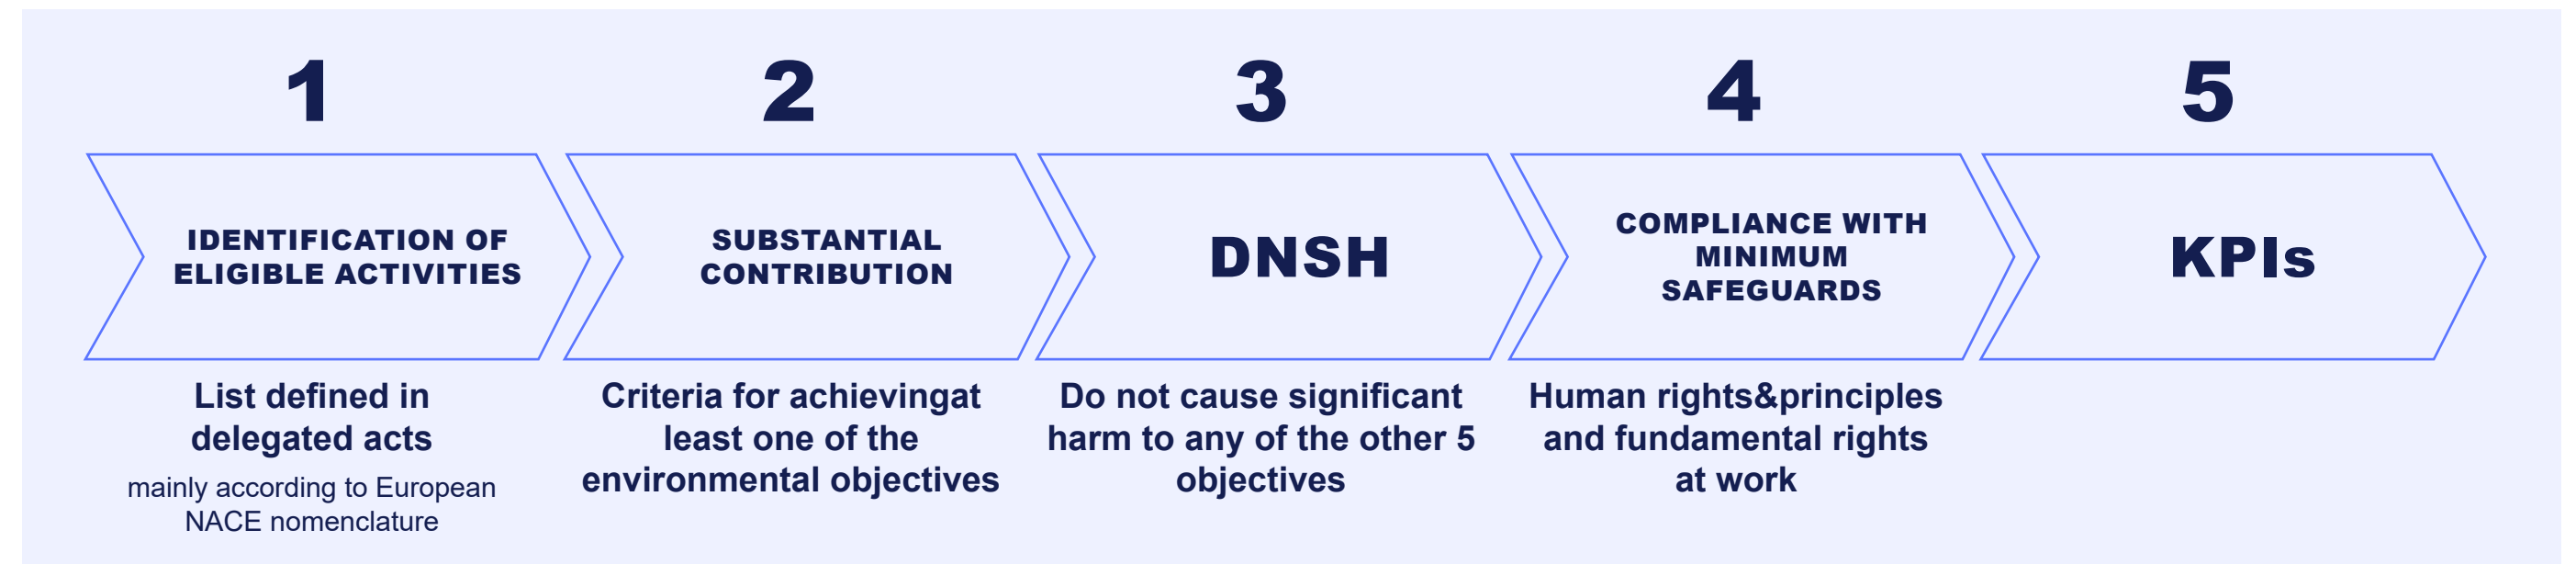 1
IDENTIFICATION OF
ELIGIBLE ACTIVITIES
List defined in
delegated acts
mainly according to European
NACE nomenclature
2
SUBSTANTIAL
CONTRIBUTION
Criteria for achievingat
least one of the
environmental objectives
3
DNSH
Do not cause significant
harm to any of the other 5
objectives
4
COMPLIANCE WITH
MINIMUM
SAFEGUARDS
Human rights&principles
and fundamental rights
at work
5
KPIs